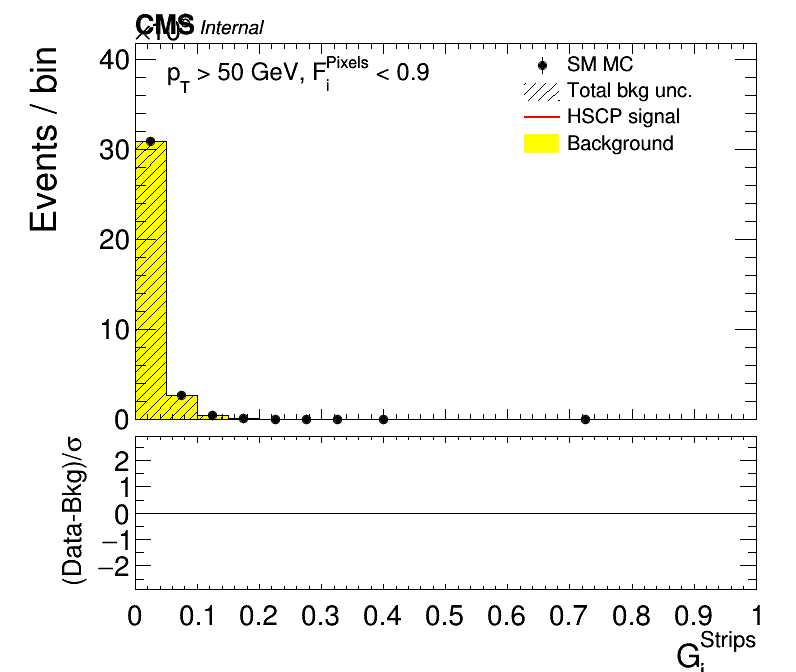 CMS Internal
p_T > 50 GeV, F_i^Pixels < 0.9
SM MC
Total bkg unc.
HSCP signal
Background
Events / bin
40
30
20
10
0
(Data-Bkg)/σ
2
1
0
−1
−2
0 0.1 0.2 0.3 0.4 0.5 0.6 0.7 0.8 0.9 1
G_i^Strips